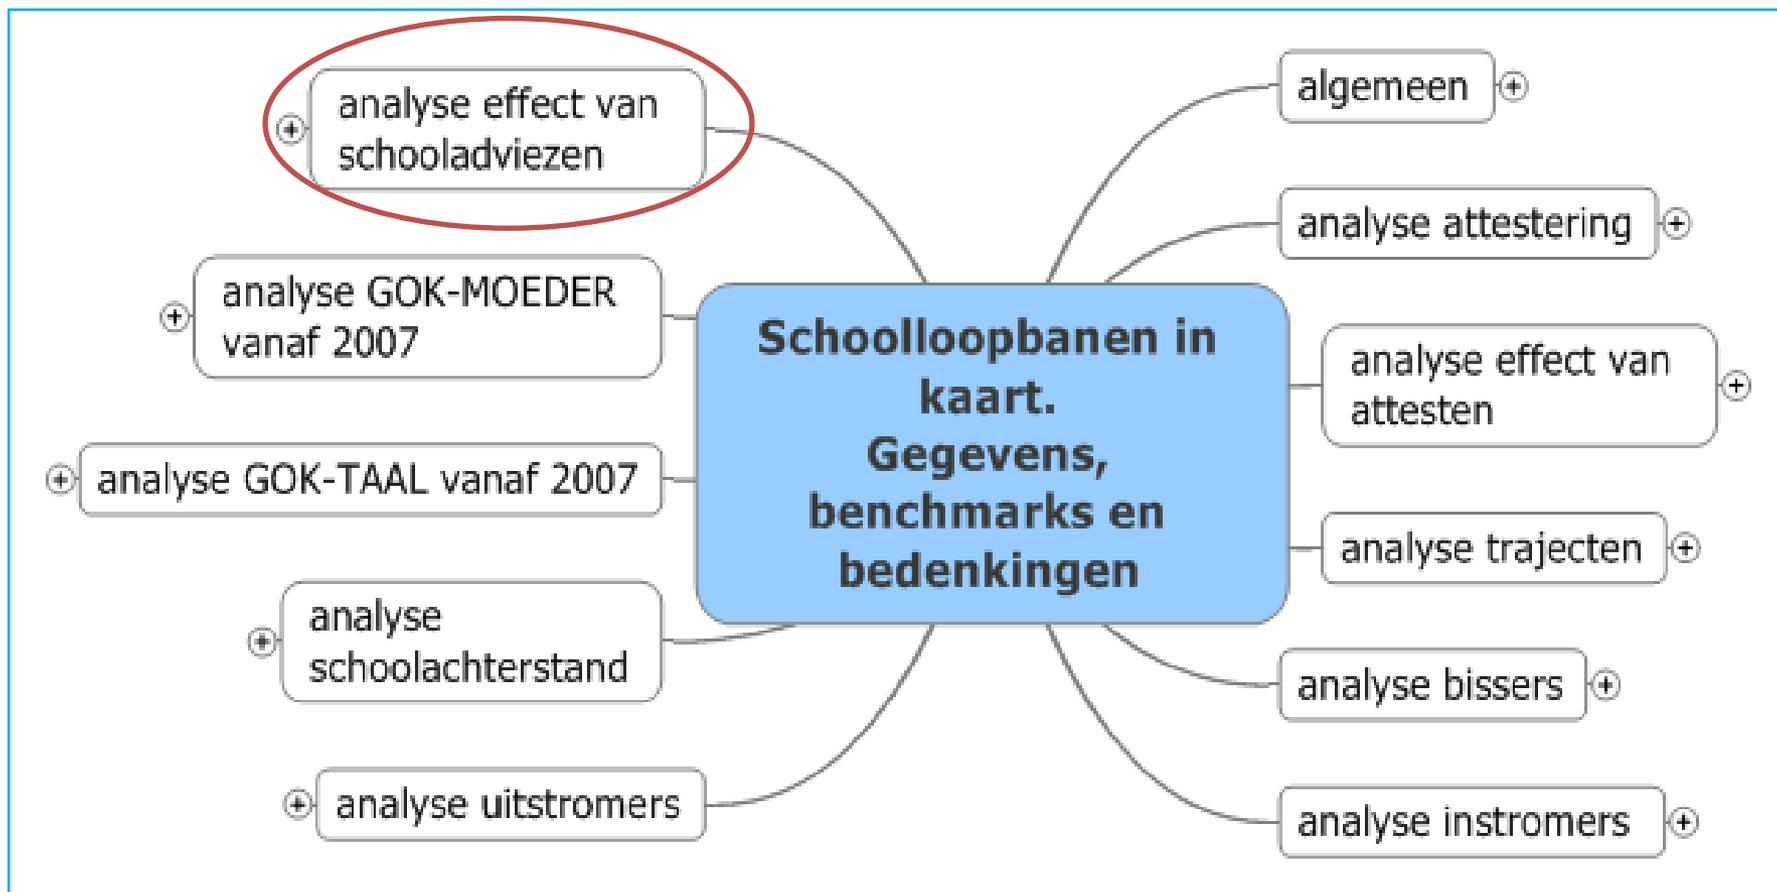 analyse effect van
schooladviezen
analyse GOK-MOEDER
vanaf 2007
analyse GOK-TAAL vanaf 2007
analyse
schoolachterstand
analyse uitstromers
Schoolloopbanen in
kaart.
Gegevens,
benchmarks en
bedenkingen
algemeen
analyse attestering
analyse effect van
attesten
analyse trajecten
analyse bissers
analyse instromers